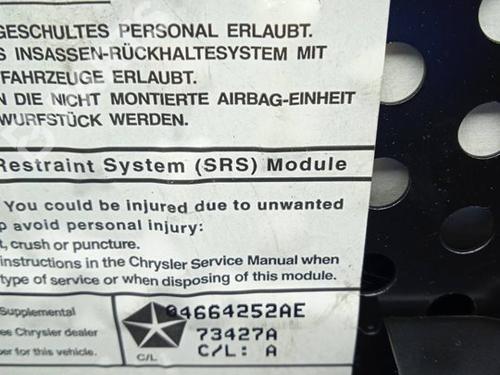 GESCHULTES PERSONAL ERLAUBT.
S INSASSEN-RÜCKHALTESYSTEM MIT
FAHRZEUGE ERLAUBT.
N DIE NICHT MONTIERTE AIRBAG-EINHEIT
WURFSTÜCK WERDEN.
Restraint System (SRS) Module
You could be injured due to unwanted
p avoid personal injury:
t, crush or puncture.
instructions in the Chrysler Service Manual when
type of service or when disposing of this module.
Supplemental
ee Chrysler dealer
ber for this vehicle.
C/L
04664252AE
73427A
C/L: A